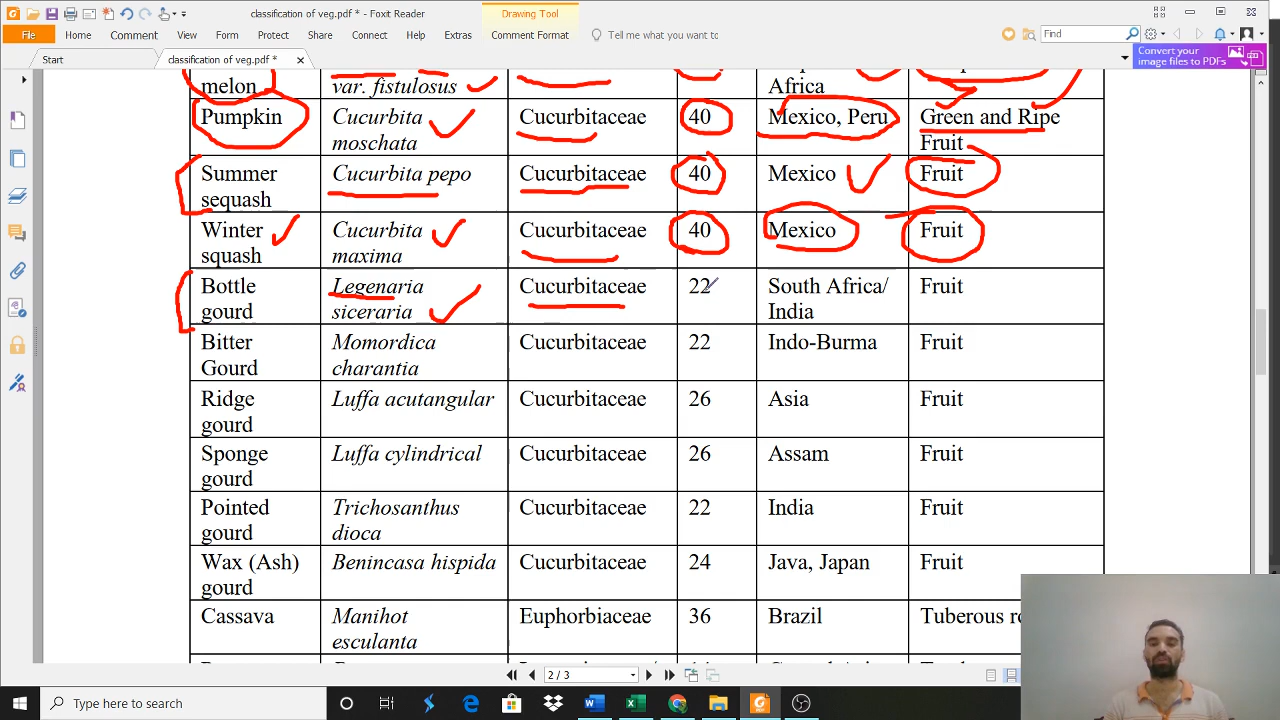 classification of veg.pdf * - Foxit Reader
Drawing Tool
File Home Comment View Form Protect Share Connect Help Extras Comment Format Tell me what you want to Find
Start classification of veg.pdf *
Convert your
image files to PDFs
melon var. fistulosus Africa
Pumpkin Cucurbita Cucurbitaceae 40 Mexico, Peru Green and Ripe
moschata Fruit
Summer Cucurbita pepo Cucurbitaceae 40 Mexico Fruit
sequash
Winter Cucurbita Cucurbitaceae 40 Mexico Fruit
squash maxima
Bottle Legenaria Cucurbitaceae 22 South Africa/ Fruit
gourd siceraria India
Bitter Momordica Cucurbitaceae 22 Indo-Burma Fruit
Gourd charantia
Ridge Luffa acutangular Cucurbitaceae 26 Asia Fruit
gourd
Sponge Luffa cylindrical Cucurbitaceae 26 Assam Fruit
gourd
Pointed Trichosanthus Cucurbitaceae 22 India Fruit
gourd dioca
Wax (Ash) Benincasa hispida Cucurbitaceae 24 Java, Japan Fruit
gourd
Cassava Manihot Euphorbiaceae 36 Brazil Tuberous
esculanta
2 / 3
Type here to search